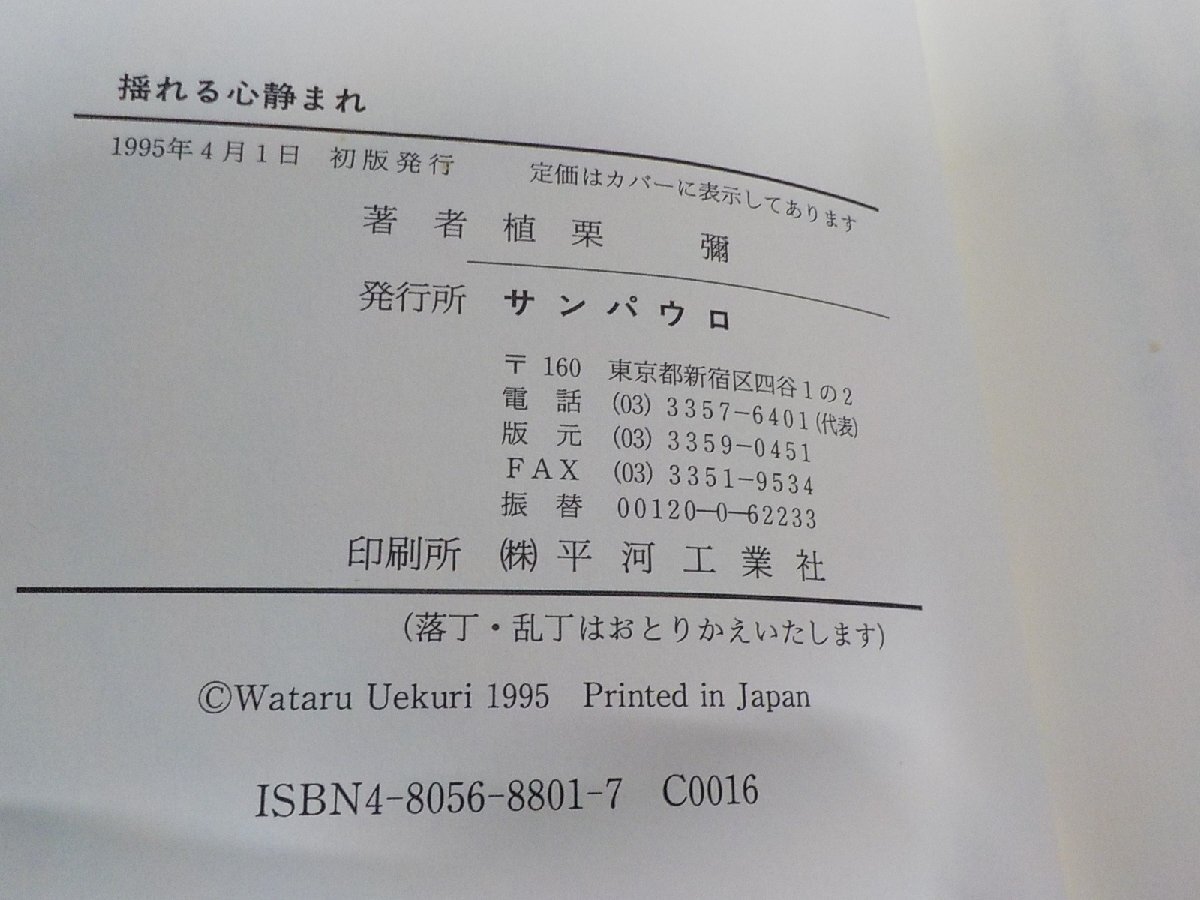 揺れる心静まれ
1995年4月1日 初版発行 定価はカバーに表示してあります
著者 植栗 彌
発行所 サンパウロ
〒160 東京都新宿区四谷1の2
電話 (03) 3357-6401(代表)
版元 (03) 3359-0451
FAX (03) 3351-9534
振替 00120-0-62233
印刷所 ㈱平河工業社
(落丁・乱丁はおとりかえいたします)
©Wataru Uekuri 1995 Printed in Japan
ISBN4-8056-8801-7 C0016